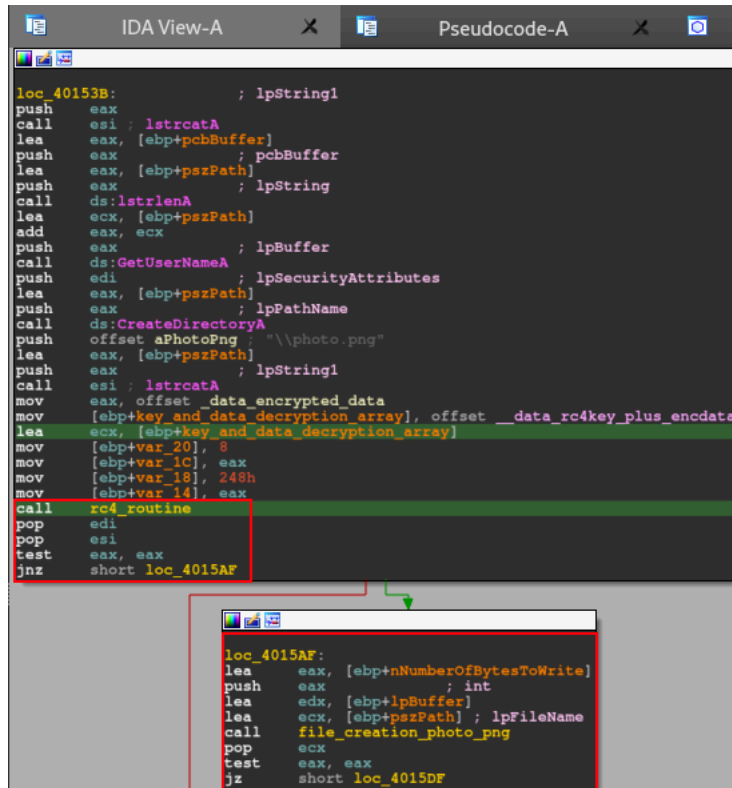 IDA View-A Pseudocode-A
loc_40153B: ; lpString1
push eax
call esi ; lstrcatA
lea eax, [ebp+pcbBuffer]
push eax ; pcbBuffer
lea eax, [ebp+pszPath]
push eax ; lpString
call ds:lstrlenA
lea ecx, [ebp+pszPath]
add eax, ecx
push eax ; lpBuffer
call ds:GetUserNameA
push edi ; lpSecurityAttributes
lea eax, [ebp+pszPath]
push eax ; lpPathName
call ds:CreateDirectoryA
push offset aPhotoPng ; "\\photo.png"
lea eax, [ebp+pszPath]
push eax ; lpString1
call esi ; lstrcatA
mov eax, offset _data_encrypted_data
mov [ebp+key_and_data_decryption_array], offset __data_rc4key_plus_encdata
lea ecx, [ebp+key_and_data_decryption_array]
mov [ebp+var_20], 8
mov [ebp+var_1C], eax
mov [ebp+var_18], 248h
mov [ebp+var_14], eax
call rc4_routine
pop edi
pop esi
test eax, eax
jnz short loc_4015AF
loc_4015AF:
lea eax, [ebp+nNumberOfBytesToWrite]
push eax ; int
lea edx, [ebp+lpBuffer]
lea ecx, [ebp+pszPath] ; lpFileName
call file_creation_photo_png
pop ecx
test eax, eax
jz short loc_4015DF